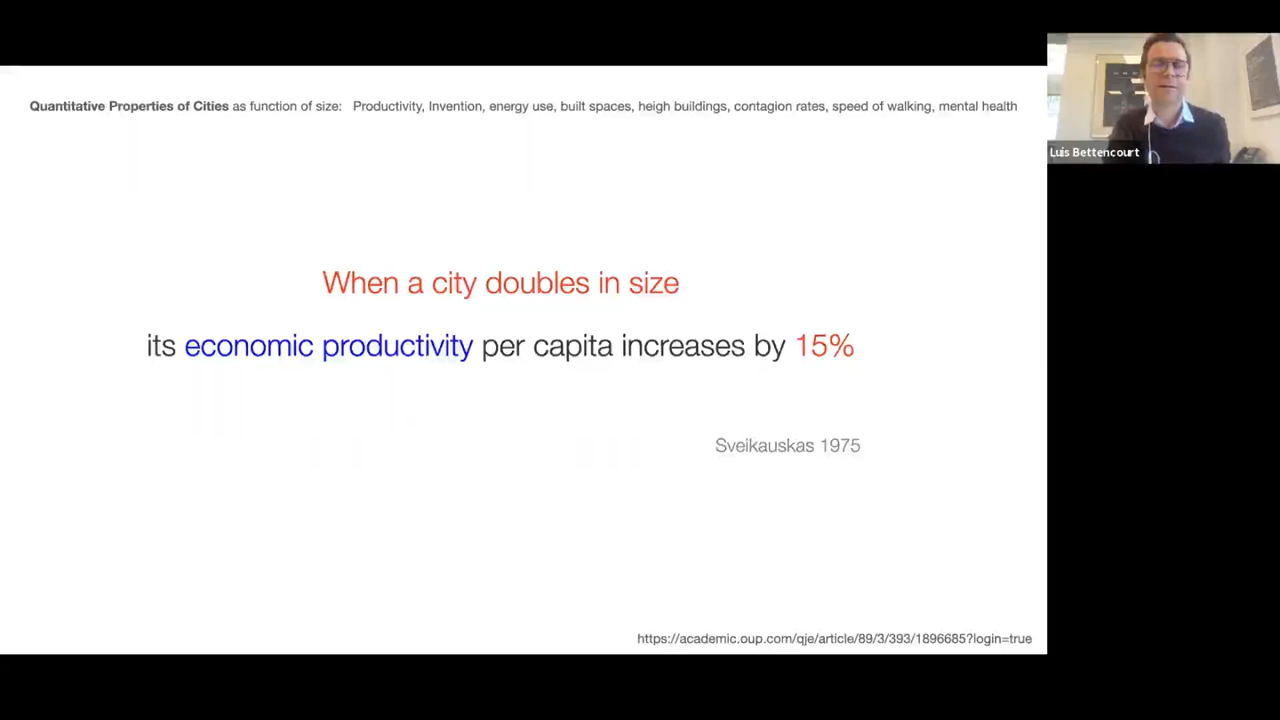 Quantitative Properties of Cities as function of size: Productivity, Invention, energy use, built spaces, heigh buildings, contagion rates, speed of walking, mental health
Luis Bettencourt
When a city doubles in size
its economic productivity per capita increases by 15%
Sveikauskas 1975
https://academic.oup.com/qje/article/89/3/393/1896685?login=true